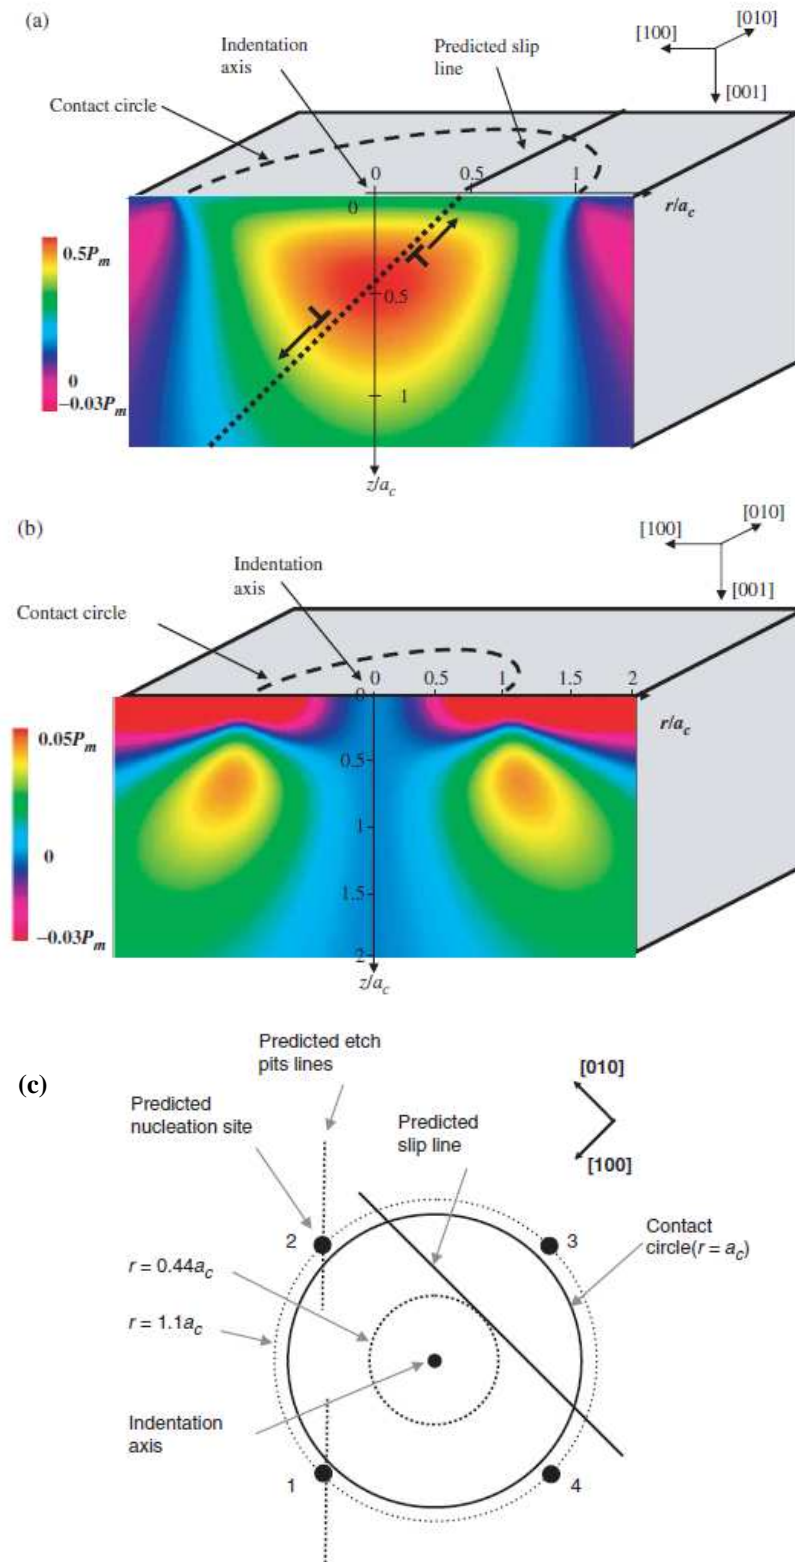 (a)
Indentation
axis
Predicted slip
line
[100]
[010]
[001]
Contact circle
0
0.5
1
r/a_c
0
0.5
1
z/a_c
0.5P_m
0
−0.03P_m
(b)
[100]
[010]
[001]
Indentation
axis
Contact circle
0
0.5
1
1.5
2
r/a_c
0
0.5
1
1.5
2
z/a_c
0.05P_m
0
−0.03P_m
(c)
Predicted etch
pits lines
[010]
[100]
Predicted
nucleation site
Predicted
slip line
2
3
Contact
circle(r = a_c)
r = 0.44a_c
r = 1.1a_c
Indentation
axis
1
4